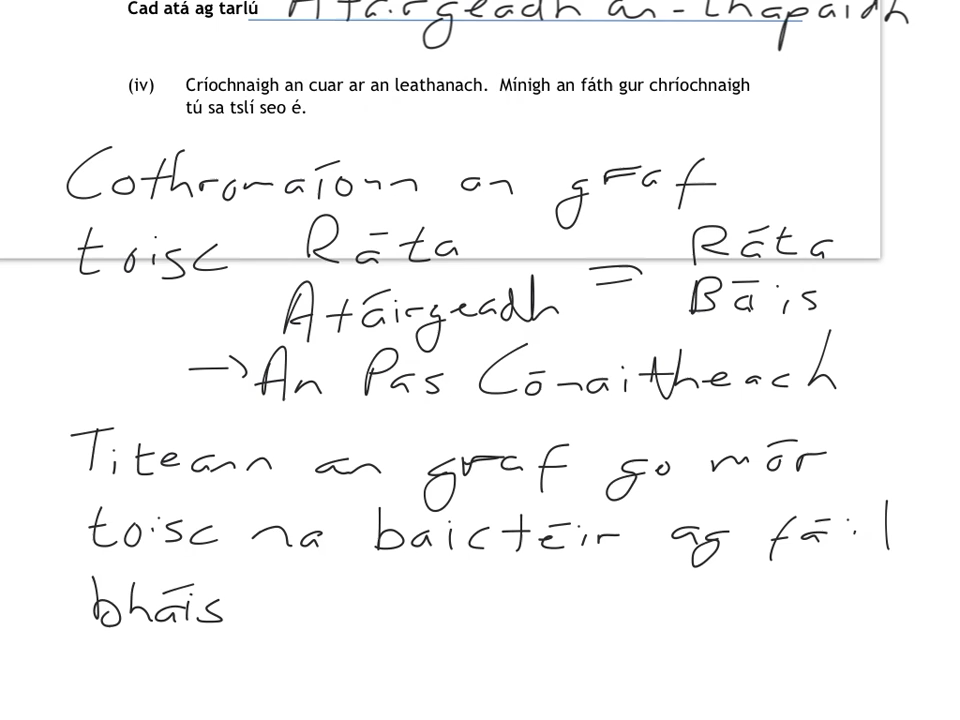 Cad atá ag tarlú Atáirgeadh an-thapaidh
(iv) Críochnaigh an cuar ar an leathanach. Mínigh an fáth gur chríochnaigh
tú sa tslí seo é.
Cothromaíonn an graf
toisc Ráta Atáirgeadh = Ráta Báis
→ An Pas Cónaitheach
Titeann an graf go mór
toisc na baictéir ag fáil
bháis